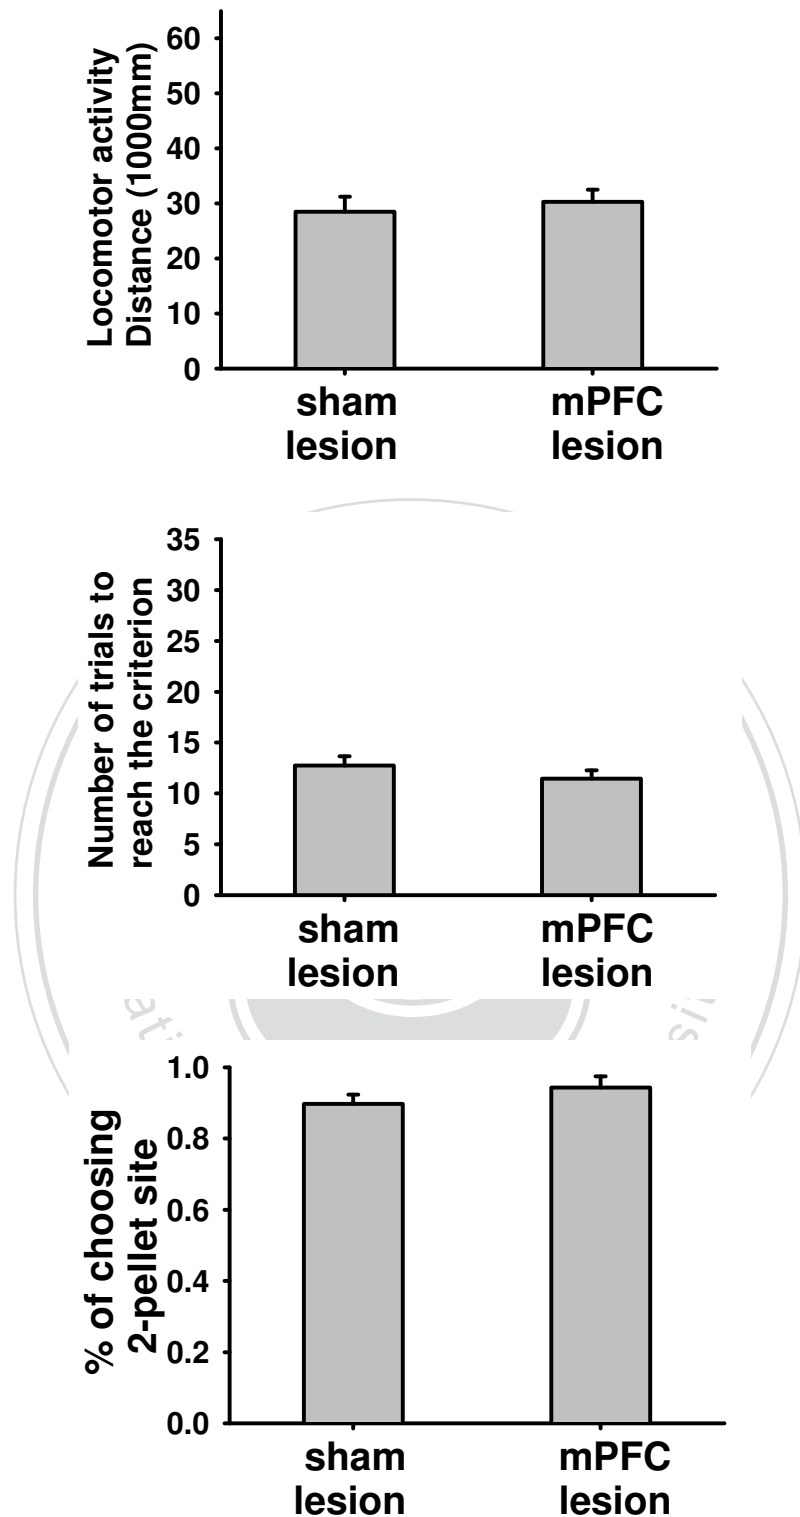 Locomotor activity
Distance (1000mm)
60
50
40
30
20
10
0
sham
lesion
mPFC
lesion
Number of trials to
reach the criterion
35
30
25
20
15
10
5
0
sham
lesion
mPFC
lesion
% of choosing
2-pellet site
1.0
0.8
0.6
0.4
0.2
0.0
sham
lesion
mPFC
lesion